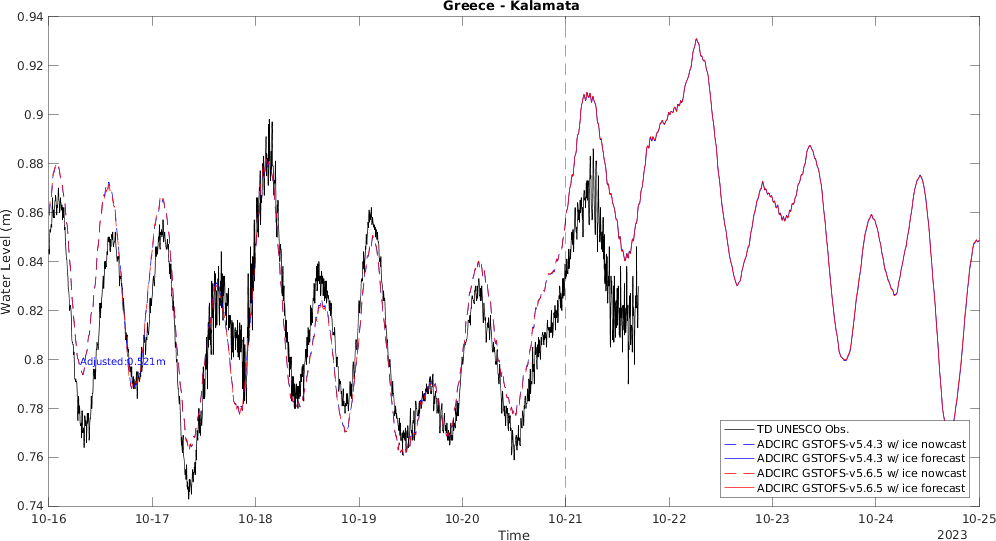 Greece - Kalamata
Water Level (m)
0.94
0.92
0.9
0.88
0.86
0.84
0.82
0.8
0.78
0.76
0.74
Adjusted:0.521m
TD UNESCO Obs.
ADCIRC GSTOFS-v5.4.3 w/ ice nowcast
ADCIRC GSTOFS-v5.4.3 w/ ice forecast
ADCIRC GSTOFS-v5.6.5 w/ ice nowcast
ADCIRC GSTOFS-v5.6.5 w/ ice forecast
10-16 10-17 10-18 10-19 10-20 10-21 10-22 10-23 10-24 10-25
Time
2023